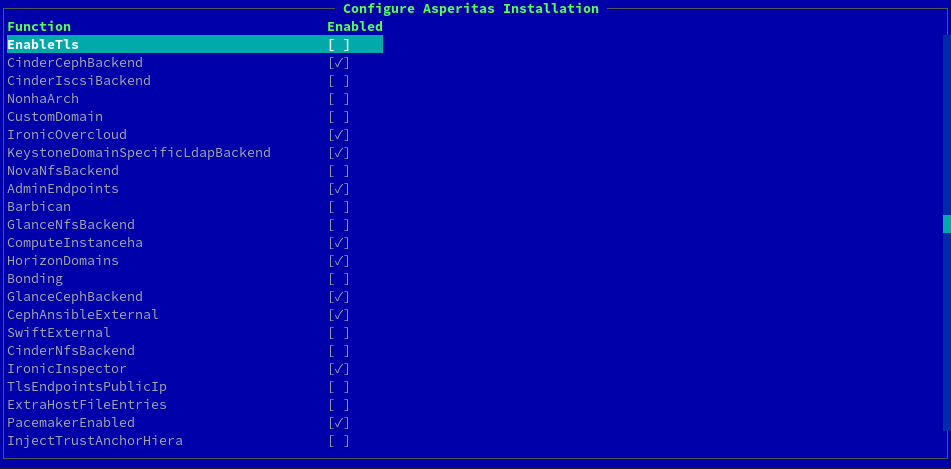 Configure Asperitas Installation
Function Enabled
EnableTls [ ]
CinderCephBackend [✓]
CinderIscsiBackend [ ]
NonhaArch [ ]
CustomDomain [ ]
IronicOvercloud [✓]
KeystoneDomainSpecificLdapBackend [✓]
NovaNfsBackend [ ]
AdminEndpoints [✓]
Barbican [ ]
GlanceNfsBackend [ ]
ComputeInstanceha [✓]
HorizonDomains [✓]
Bonding [ ]
GlanceCephBackend [✓]
CephAnsibleExternal [✓]
SwiftExternal [ ]
CinderNfsBackend [ ]
IronicInspector [✓]
TlsEndpointsPublicIp [ ]
ExtraHostFileEntries [ ]
PacemakerEnabled [✓]
InjectTrustAnchorHiera [ ]